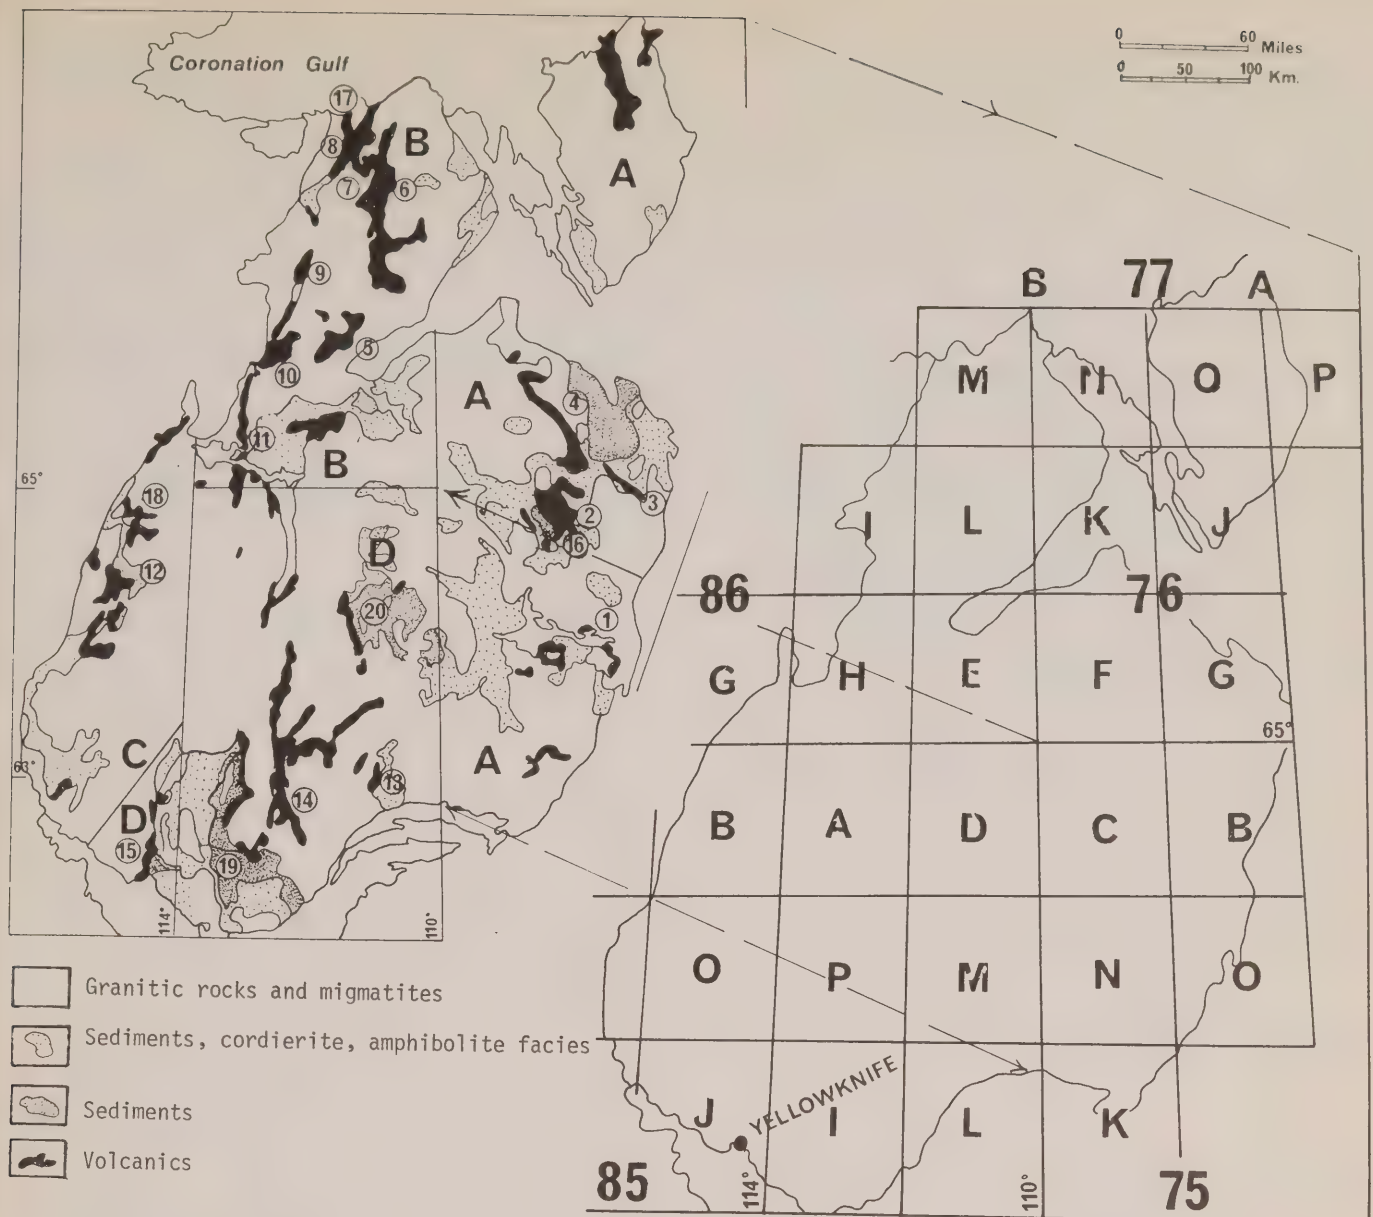 Coronation Gulf
0 60 Miles
0 50 100 Km.
17
8
B
7
6
A
9
5
10
A
4
11
B
65°
18
2
3
16
12
D
20
1
C
A
63°
13
14
D
15
19
114°
110°
Granitic rocks and migmatites
Sediments, cordierite, amphibolite facies
Sediments
Volcanics
B 77 A
M N O P
I L K J
86 76
G H E F G
65°
B A D C B
O P M N O
J I L K
YELLOWKNIFE
85 114° 110° 75